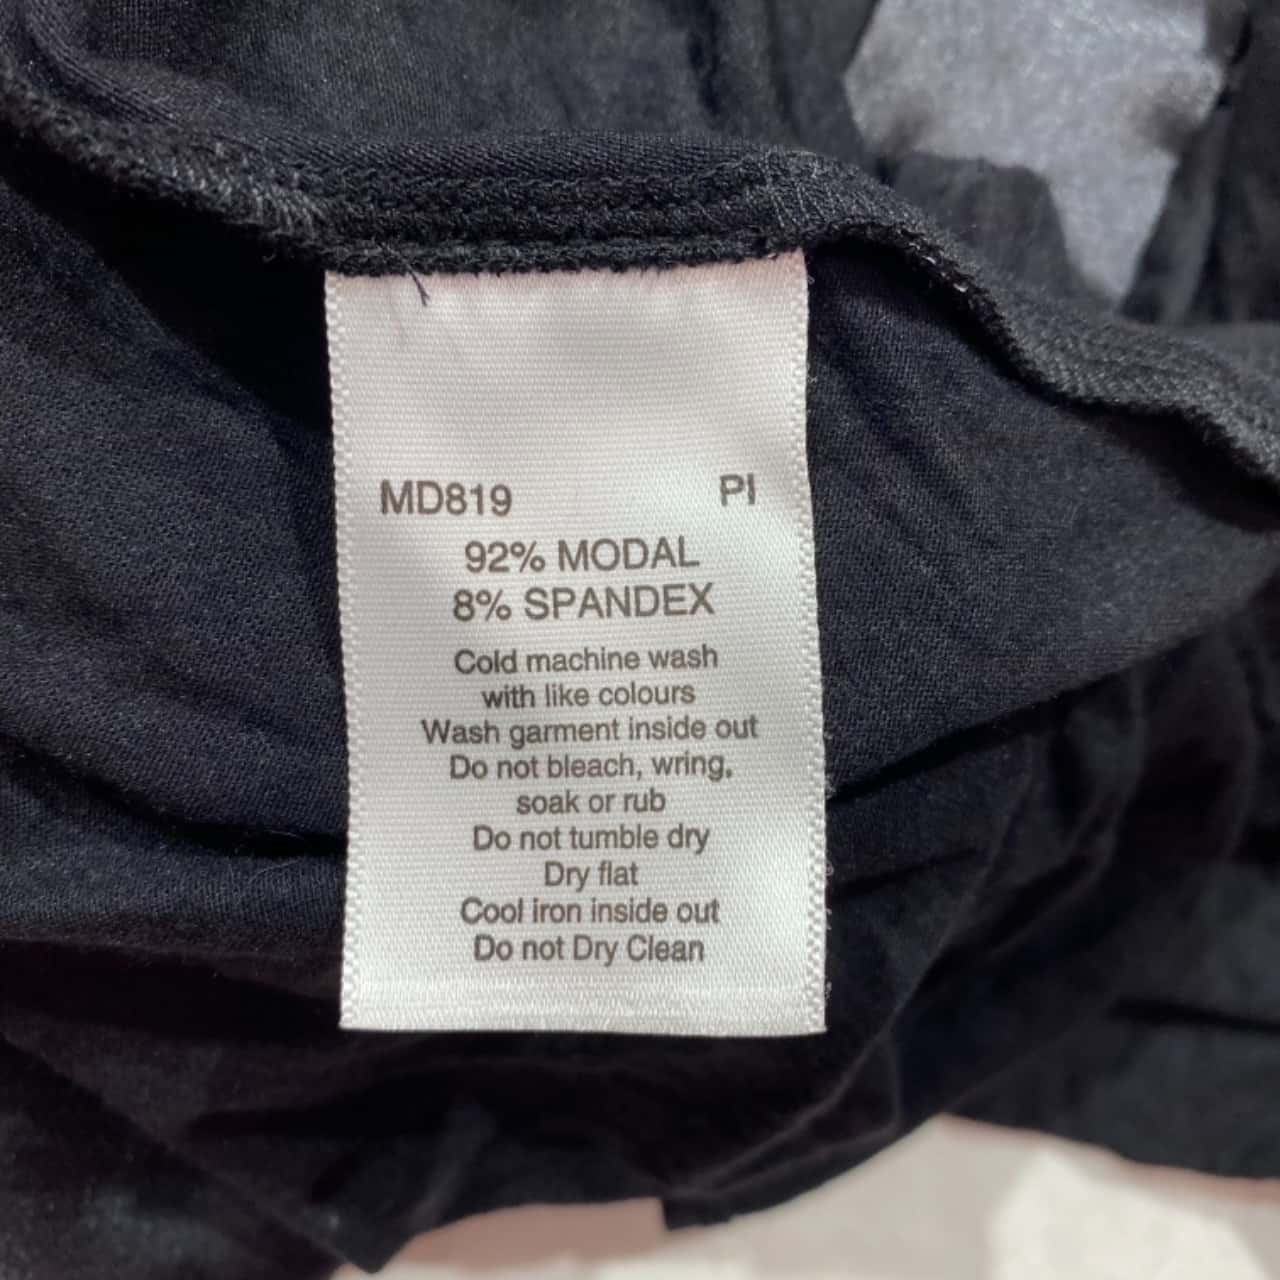 MD819 PI
92% MODAL
8% SPANDEX
Cold machine wash
with like colours
Wash garment inside out
Do not bleach, wring,
soak or rub
Do not tumble dry
Dry flat
Cool iron inside out
Do not Dry Clean